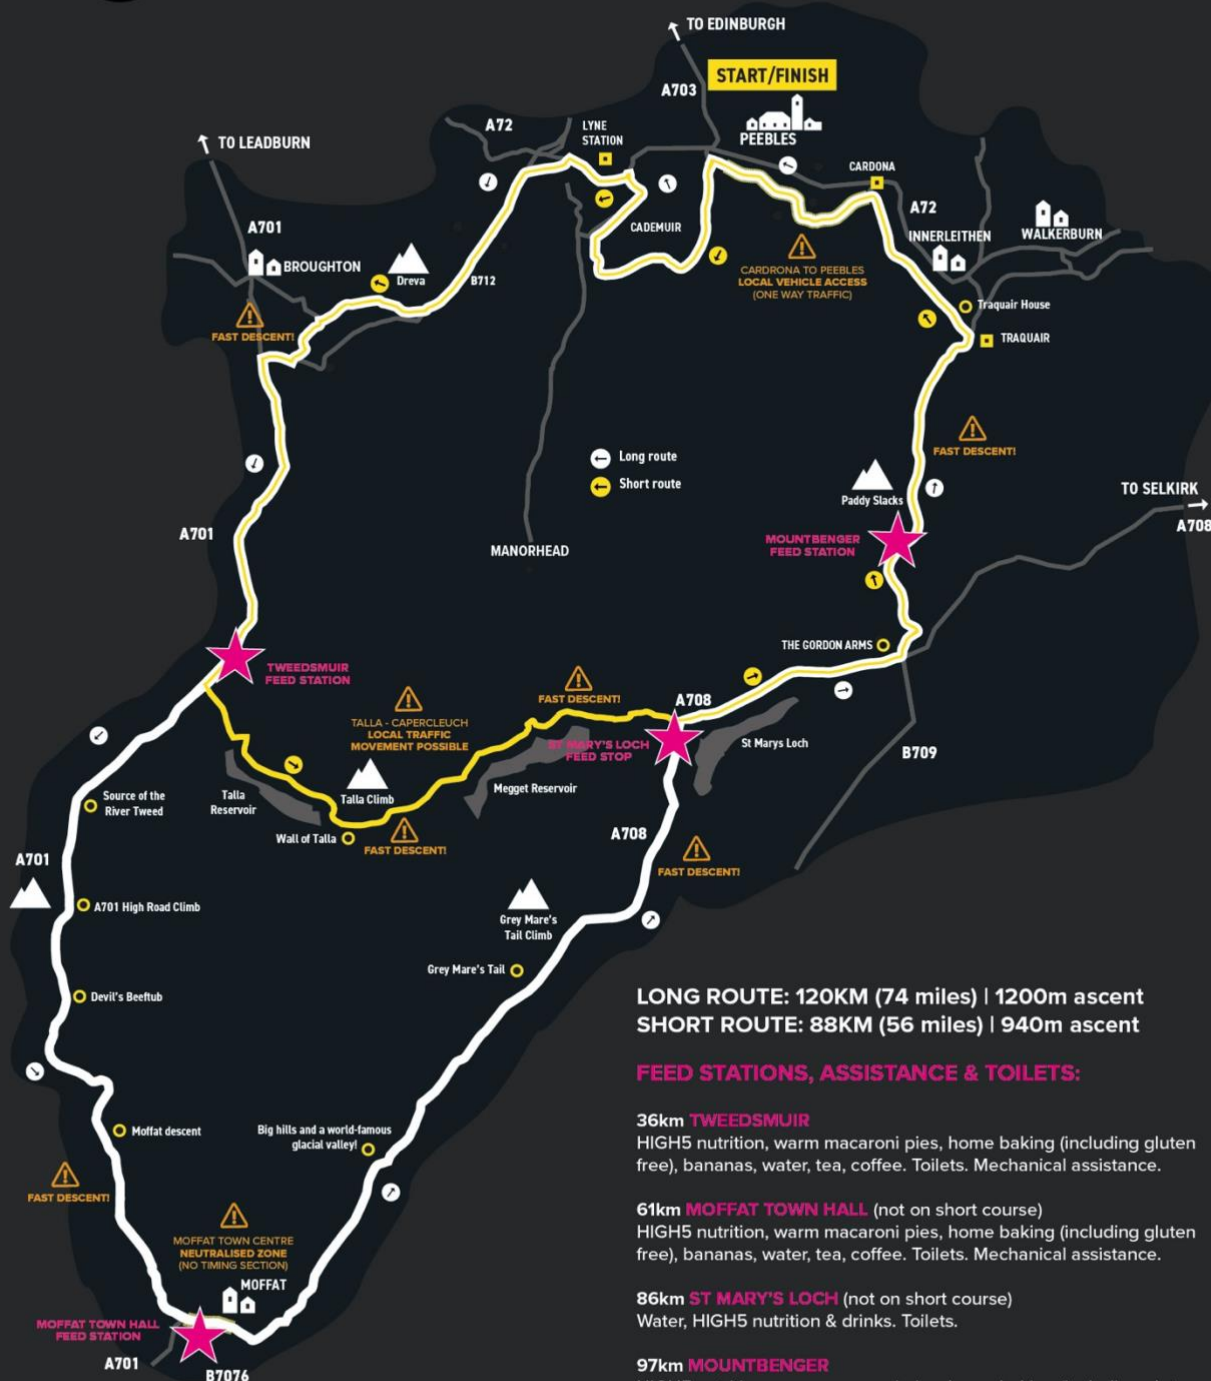 TO EDINBURGH
START/FINISH
A703
PEEBLES
A72
LYNE
STATION
TO LEADBURN
CARDONA
A72
INNERLEITHEN
WALKERBURN
CADEMUIR
A701
BROUGHTON
Dreva
B712
CARDRONA TO PEEBLES
LOCAL VEHICLE ACCESS
(ONE WAY TRAFFIC)
Traquair House
TRAQUAIR
FAST DESCENT!
FAST DESCENT!
Long route
Short route
Paddy Slacks
TO SELKIRK
A708
A701
MANORHEAD
MOUNTBENGER
FEED STATION
THE GORDON ARMS
TWEEDSMUIR
FEED STATION
TALLA - CAPERCLEUCH
LOCAL TRAFFIC
MOVEMENT POSSIBLE
FAST DESCENT!
A708
ST MARY'S LOCH
FEED STOP
St Marys Loch
B709
Source of the
River Tweed
Talla
Reservoir
Talla Climb
Megget Reservoir
Wall of Talla
FAST DESCENT!
A708
FAST DESCENT!
A701
A701 High Road Climb
Grey Mare's
Tail Climb
Grey Mare's Tail
Devil's Beeftub
Moffat descent
Big hills and a world-famous
glacial valley!
FAST DESCENT!
MOFFAT TOWN CENTRE
NEUTRALISED ZONE
(NO TIMING SECTION)
MOFFAT
MOFFAT TOWN HALL
FEED STATION
A701
B7076
LONG ROUTE: 120KM (74 miles) | 1200m ascent
SHORT ROUTE: 88KM (56 miles) | 940m ascent
FEED STATIONS, ASSISTANCE & TOILETS:
36km TWEEDSMUIR
HIGH5 nutrition, warm macaroni pies, home baking (including gluten
free), bananas, water, tea, coffee. Toilets. Mechanical assistance.
61km MOFFAT TOWN HALL (not on short course)
HIGH5 nutrition, warm macaroni pies, home baking (including gluten
free), bananas, water, tea, coffee. Toilets. Mechanical assistance.
86km ST MARY'S LOCH (not on short course)
Water, HIGH5 nutrition & drinks. Toilets.
97km MOUNTBENGER